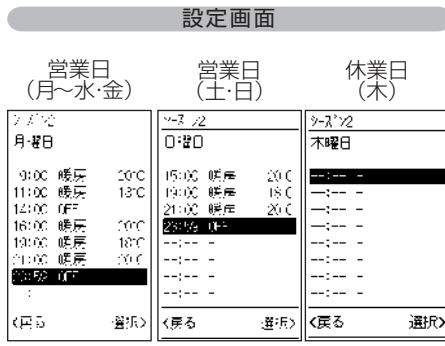 設定画面
営業日
(月～水・金)
営業日
(土・日)
休業日
(木)
シーズン2
月曜日
9:00 暖房 20℃
11:00 暖房 18℃
14:00 OFF
16:00 暖房 20℃
19:00 暖房 18℃
21:00 暖房 20℃
23:59 OFF
<戻る 選択>
シーズン2
日曜日
15:00 暖房 20℃
19:00 暖房 18℃
21:00 暖房 20℃
23:59 OFF
--:-- -
--:-- -
--:-- -
--:-- -
<戻る 選択>
シーズン2
木曜日
--:-- -
--:-- -
--:-- -
--:-- -
--:-- -
--:-- -
--:-- -
--:-- -
<戻る 選択>